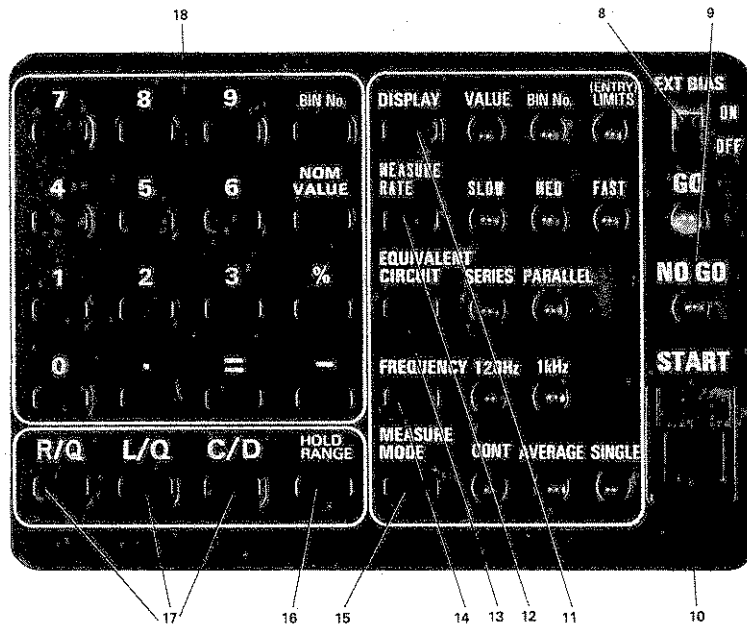 18 8 9
7 8 9 BIN No. DISPLAY VALUE BIN No. (ENTRY) LIMITS EXT BIAS
ON
OFF
4 5 6 NOM VALUE MEASURE RATE SLOW MED FAST GO
1 2 3 % EQUIVALENT CIRCUIT SERIES PARALLEL NO GO
0 . = – FREQUENCY 120Hz 1kHz START
R/Q L/Q C/D HOLD RANGE MEASURE MODE CONT AVERAGE SINGLE
17 16 15 14 13 12 11 10